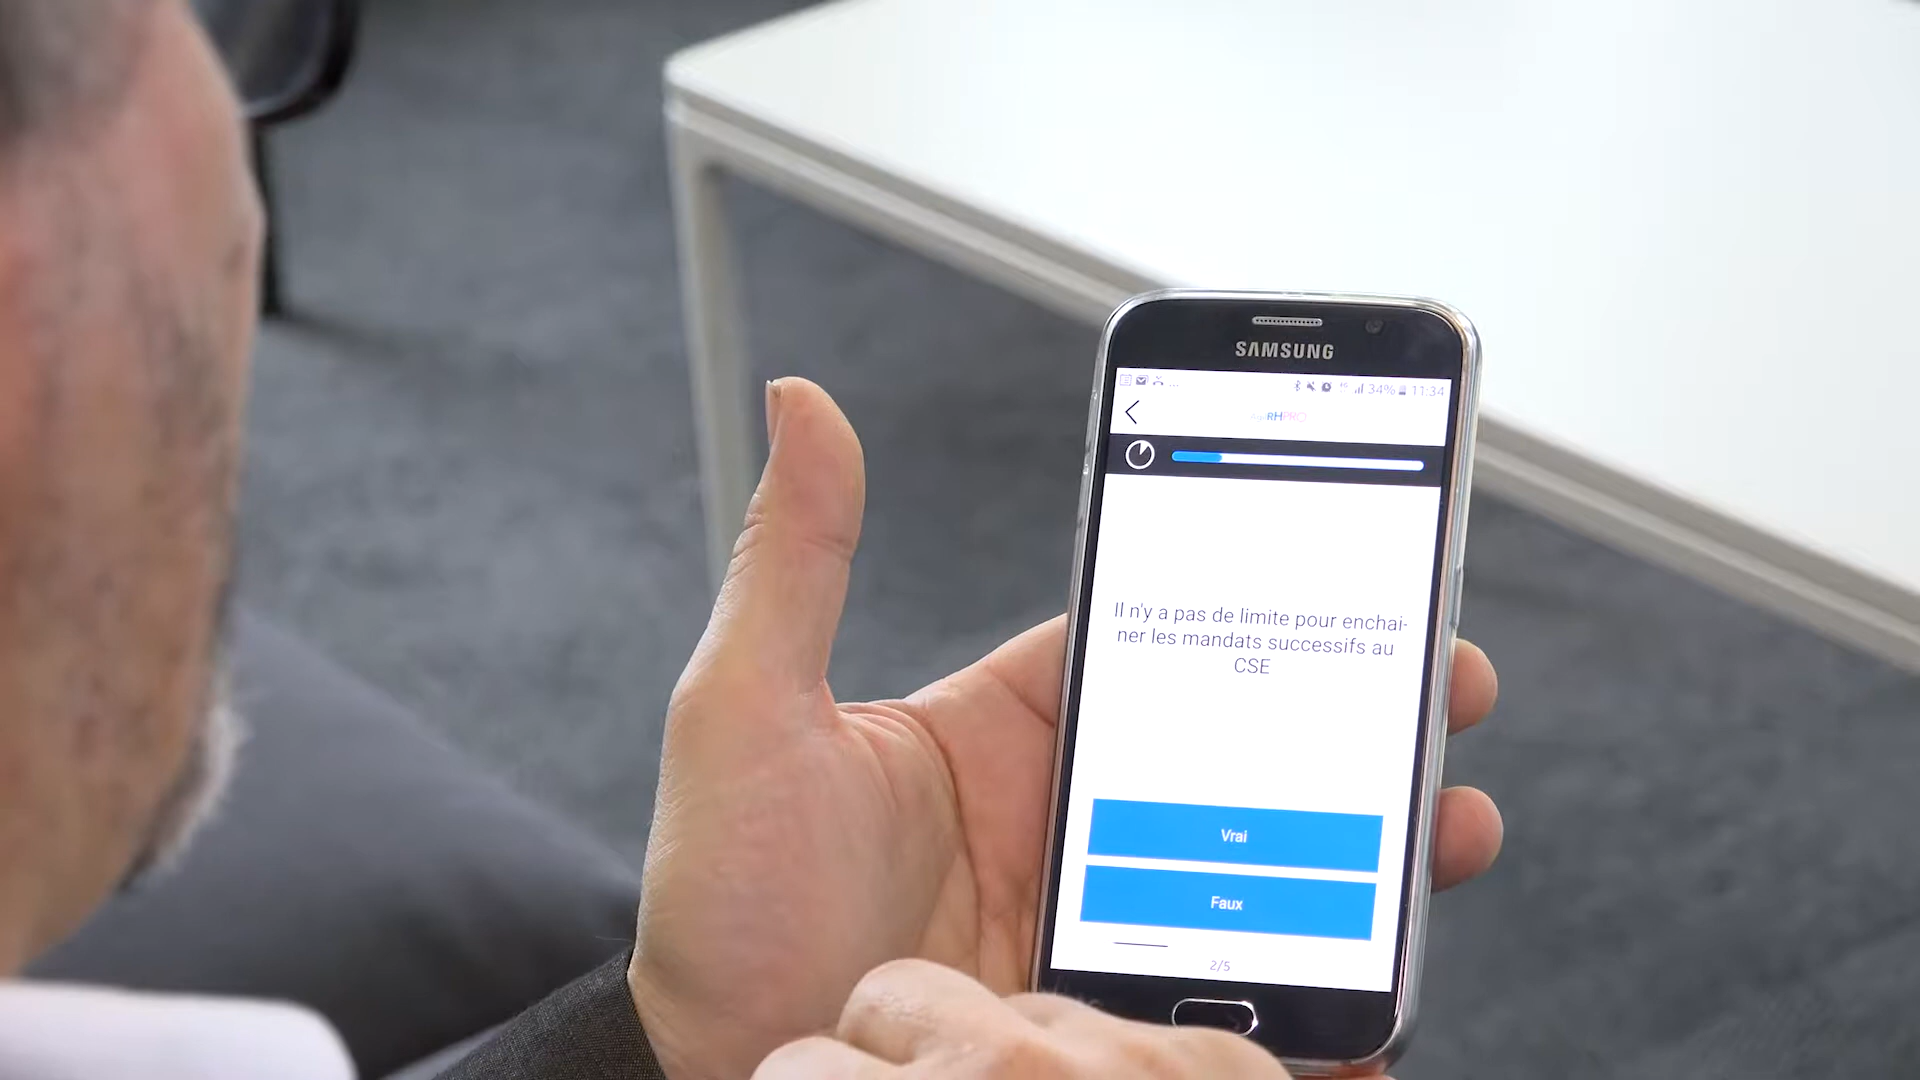 SAMSUNG
34% 11:34
RHPRO
Il n'y a pas de limite pour enchai-
ner les mandats successifs au
CSE
Vrai
Faux
2/5